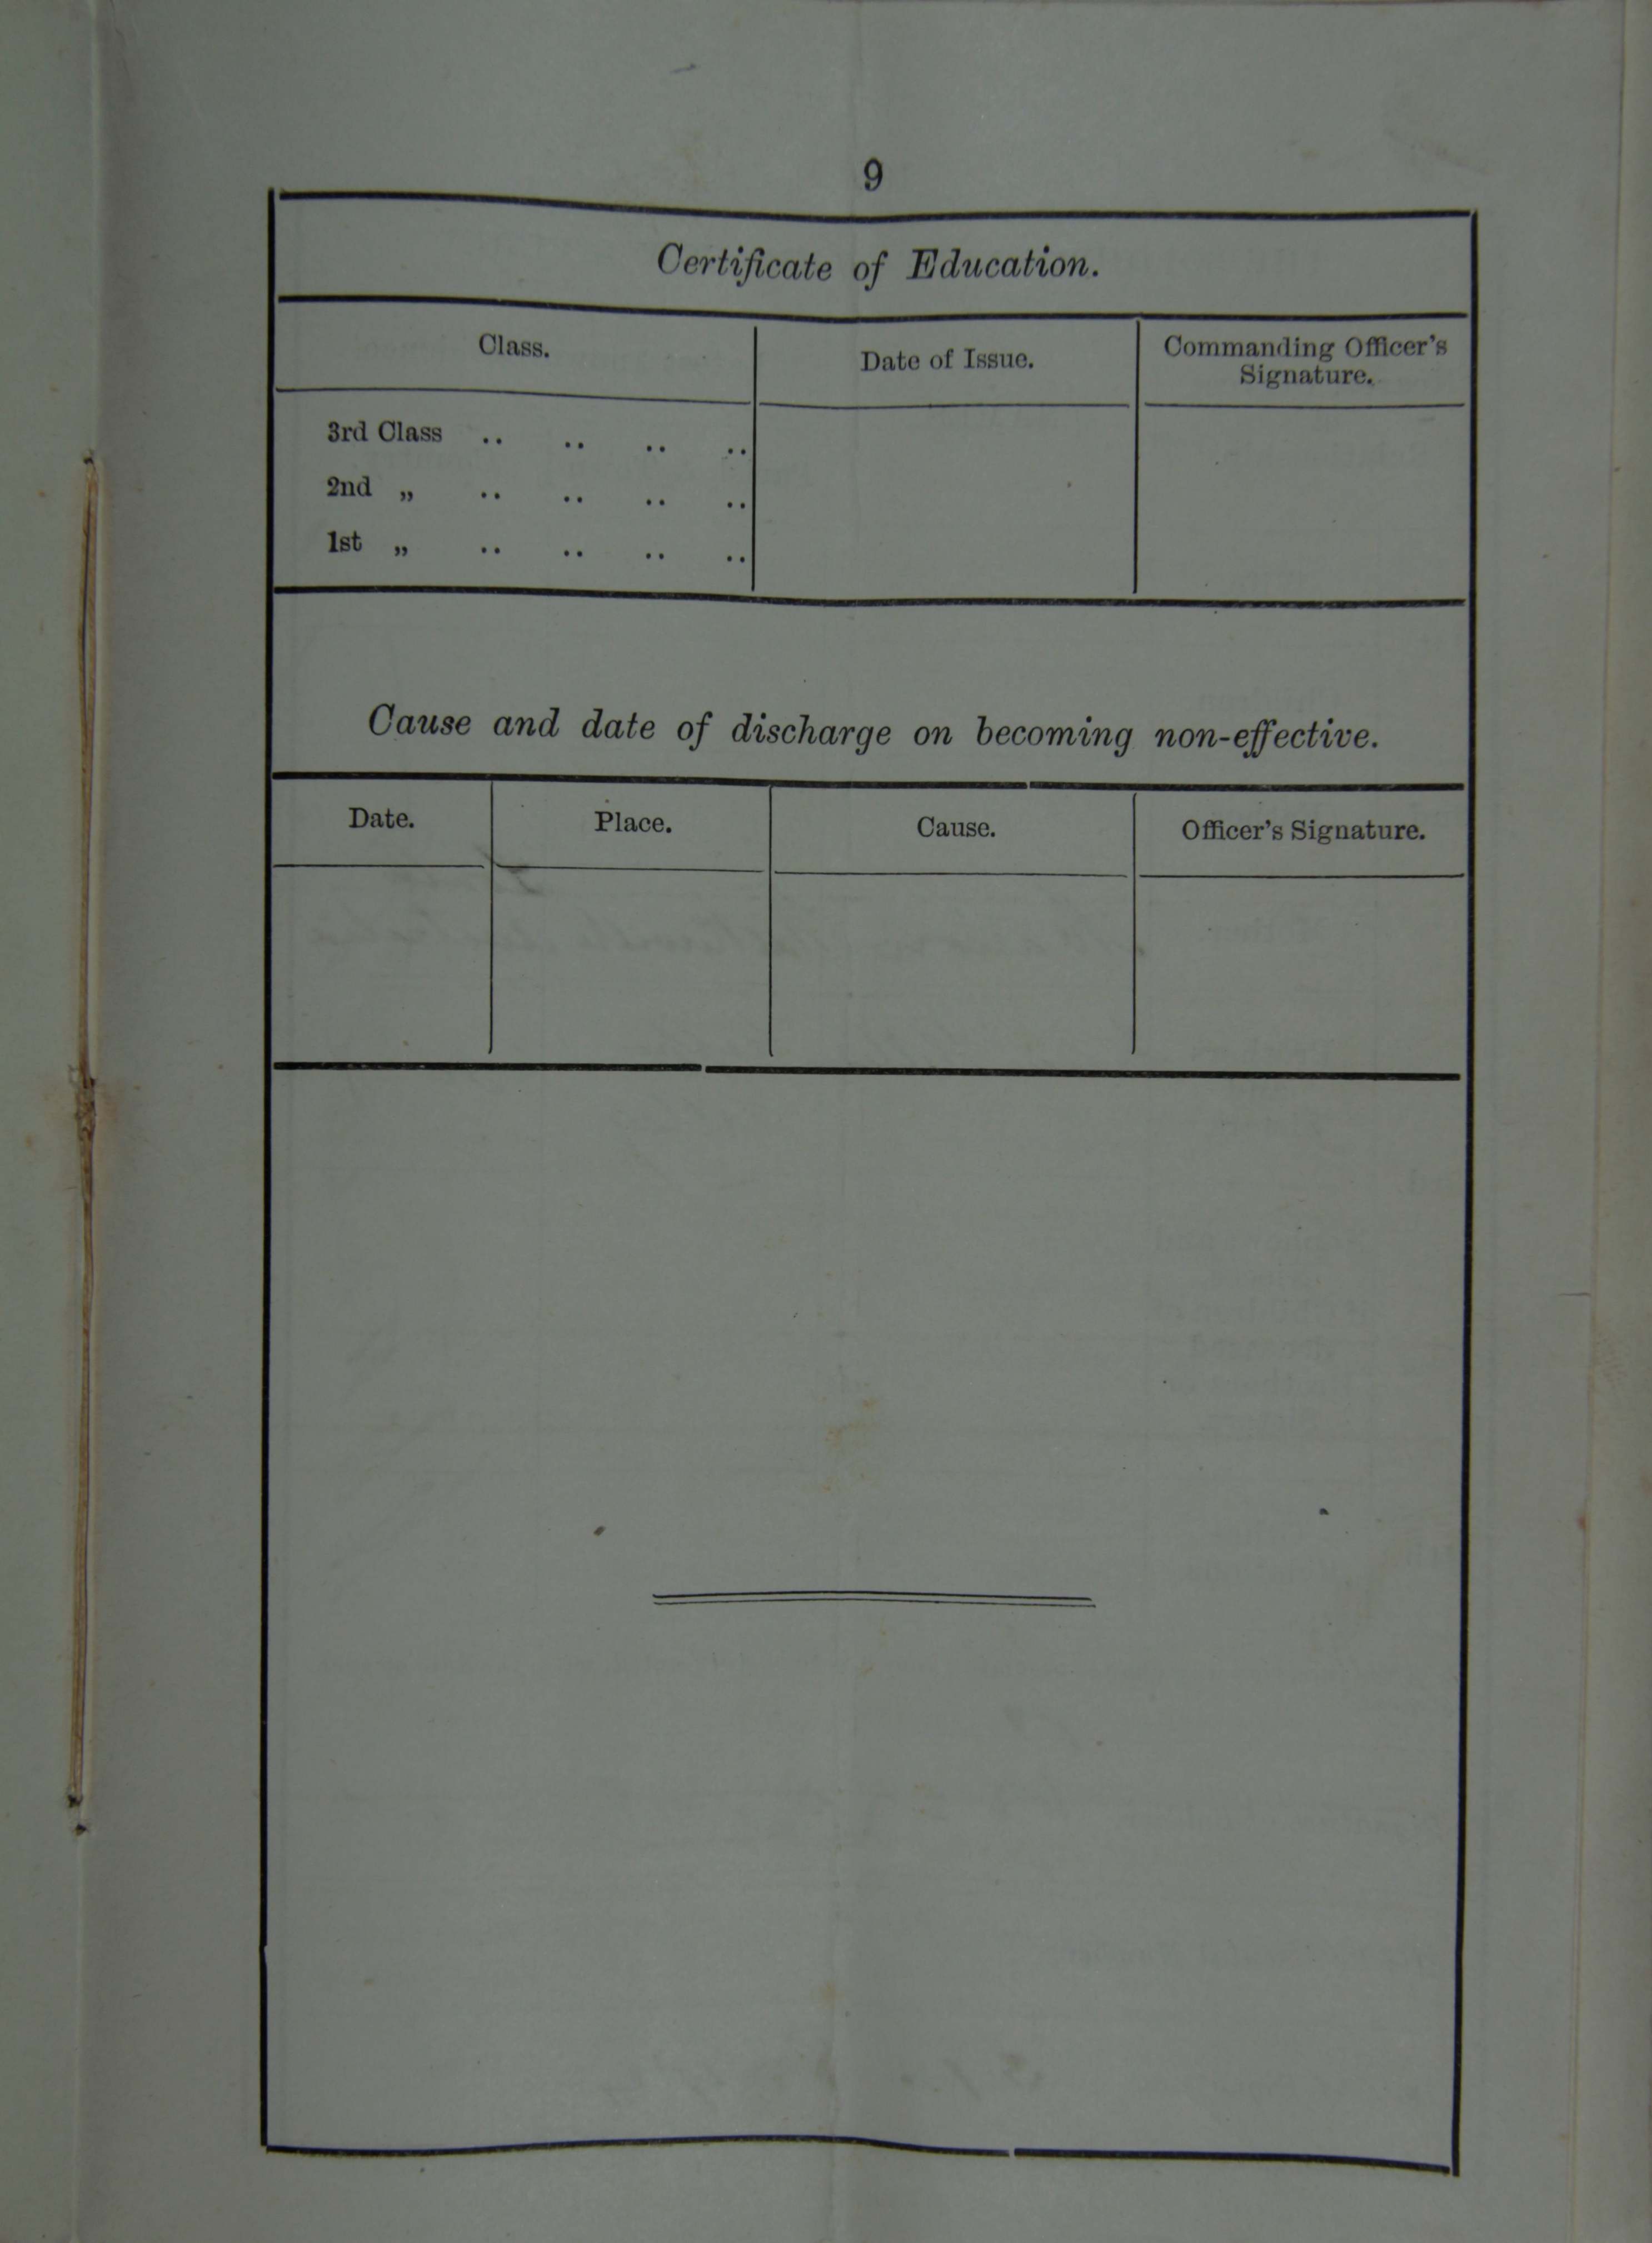 9
Certificate of Education.
Class. Date of Issue. Commanding Officer's Signature.
3rd Class .. .. .. ..
2nd „ .. .. .. ..
1st „ .. .. .. ..
Cause and date of discharge on becoming non-effective.
Date. Place. Cause. Officer's Signature.